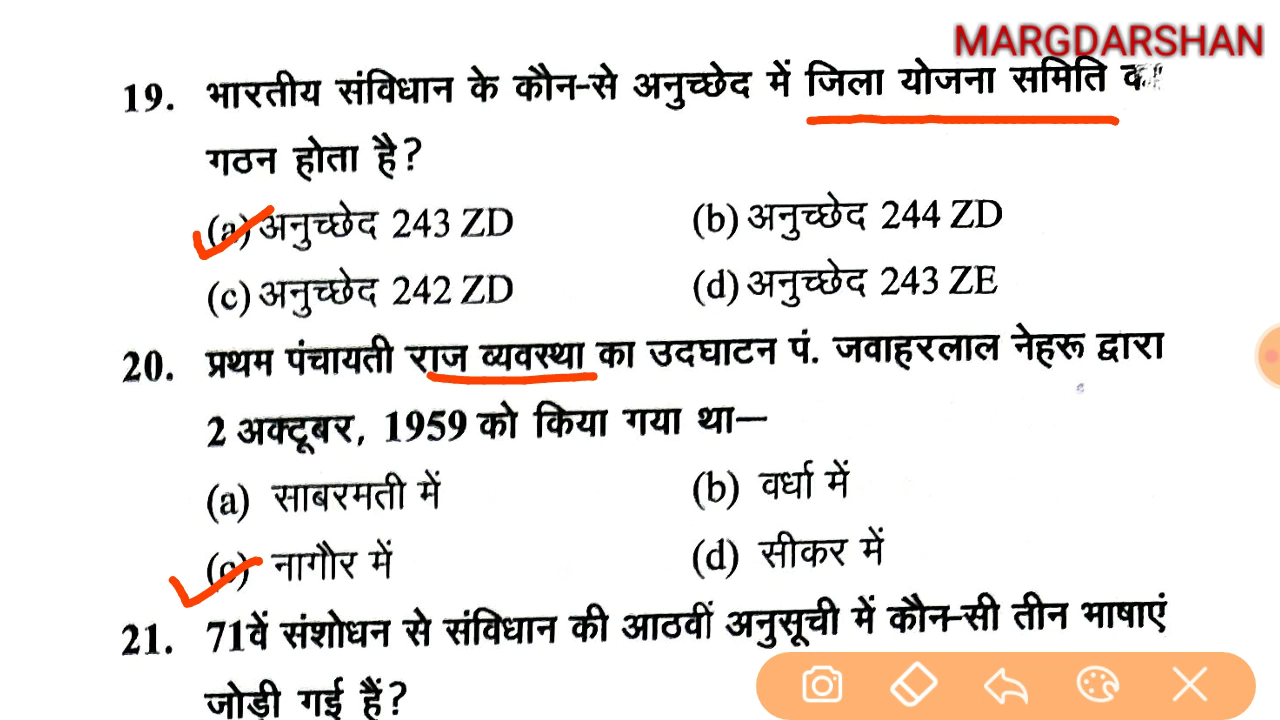 MARGDARSHAN
19. भारतीय संविधान के कौन-से अनुच्छेद में जिला योजना समिति
गठन होता है?
(a) अनुच्छेद 243 ZD (b) अनुच्छेद 244 ZD
(c) अनुच्छेद 242 ZD (d) अनुच्छेद 243 ZE
20. प्रथम पंचायती राज व्यवस्था का उदघाटन पं. जवाहरलाल नेहरू द्वारा
2 अक्टूबर, 1959 को किया गया था—
(a) साबरमती में (b) वर्धा में
(c) नागौर में (d) सीकर में
21. 71वें संशोधन से संविधान की आठवीं अनुसूची में कौन-सी तीन भाषाएं
जोड़ी गई हैं?